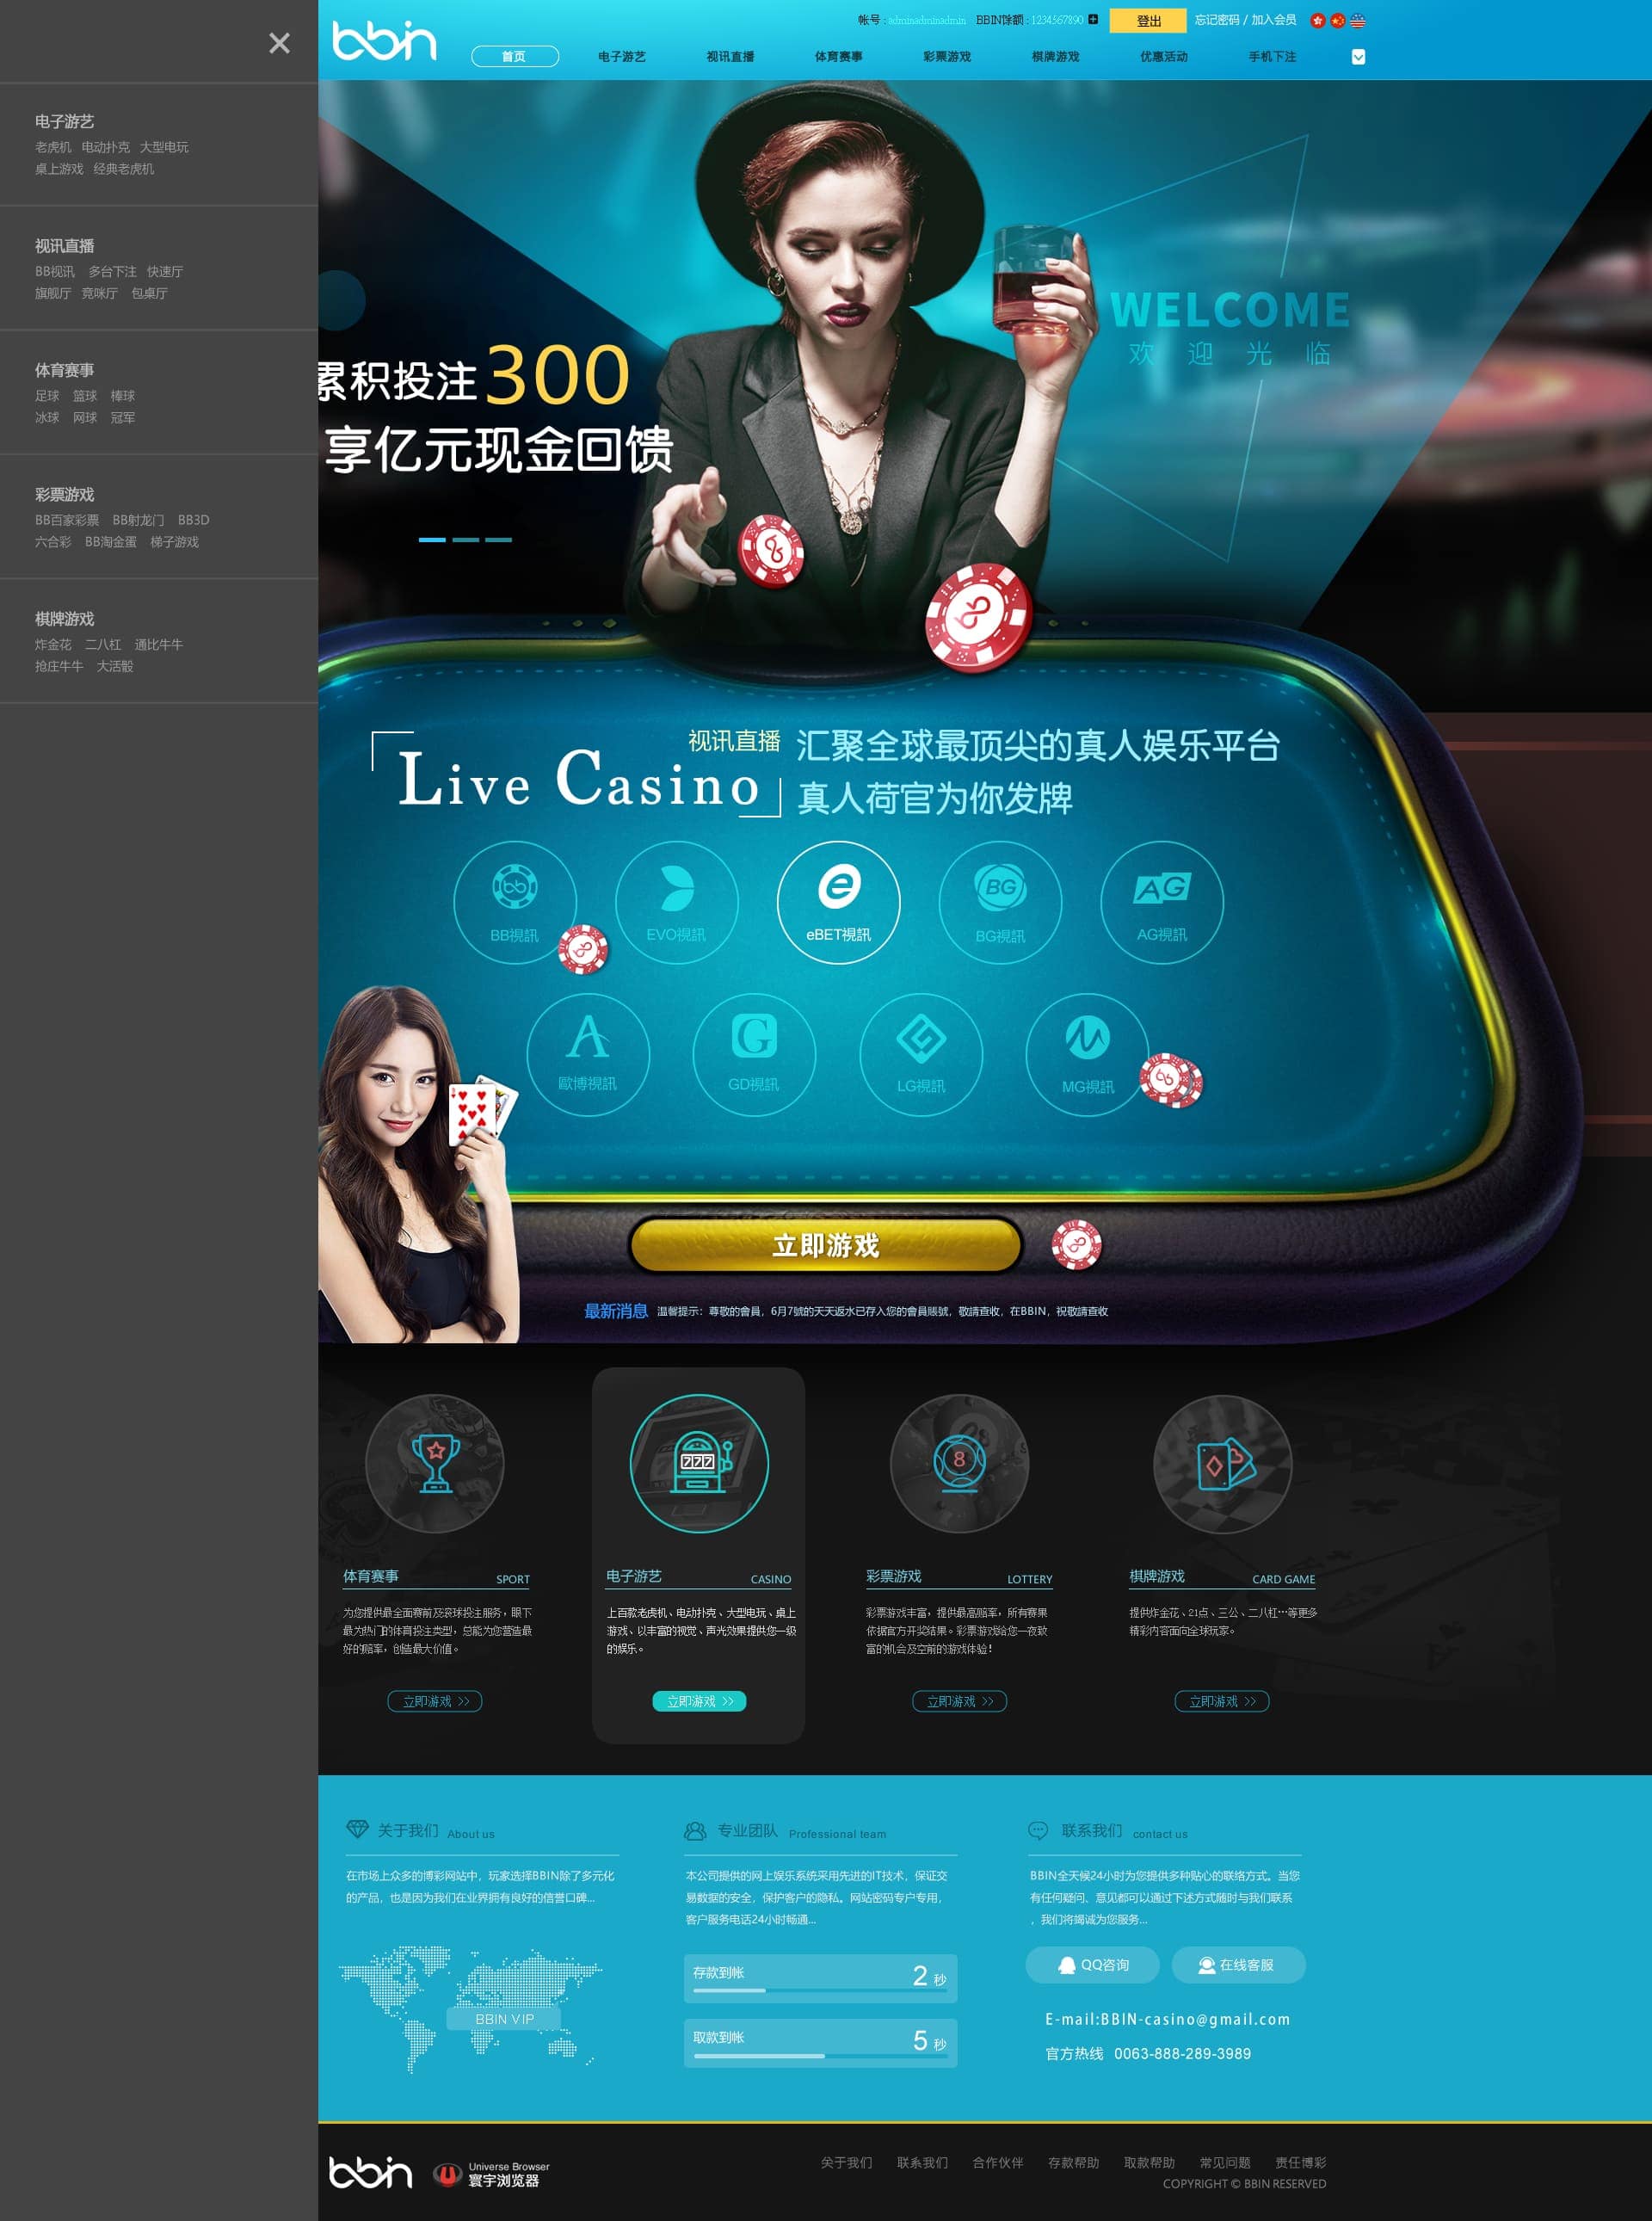 电子游艺
老虎机 电动扑克 大型电玩
桌上游戏 经典老虎机
视讯直播
BB视讯 多台下注 快速厅
旗舰厅 竞咪厅 包桌厅
体育赛事
足球 篮球 棒球
冰球 网球 冠军
彩票游戏
BB百家彩票 BB射龙门 BB3D
六合彩 BB淘金蛋 梯子游戏
棋牌游戏
炸金花 二八杠 通比牛牛
抢庄牛牛 大活骰
bbin
帐号 : adminadminadmin BBIN馀额 : 1234567890 登出 忘记密码 / 加入会员
首页 电子游艺 视讯直播 体育赛事 彩票游戏 棋牌游戏 优惠活动 手机下注
WELCOME
欢迎光临
累积投注300
享亿元现金回馈
Live Casino 视讯直播
汇聚全球最顶尖的真人娱乐平台
真人荷官为你发牌
bb BG AG
BB視訊 EVO視訊 eBET視訊 BG視訊 AG視訊
歐博視訊 GD視訊 LG視訊 MG視訊
立即游戏
最新消息 温馨提示：尊敬的會員，6月7號的天天返水已存入您的會員賬號，敬請查收，在BBIN，祝敬請查收
777 8
体育赛事 SPORT
为您提供最全面赛前及滚球投注服务，眼下
最为热门的体育投注类型，总能为您营造最
好的赔率，创造最大价值。
立即游戏 >>
电子游艺 CASINO
上百款老虎机、电动扑克、大型电玩、桌上
游戏、以丰富的视觉、声光效果提供您一级
的娱乐。
立即游戏 >>
彩票游戏 LOTTERY
彩票游戏丰富，提供最高赔率，所有赛果
依据官方开奖结果。彩票游戏给您一夜致
富的机会及空前的游戏体验！
立即游戏 >>
棋牌游戏 CARD GAME
提供炸金花、21点、三公、二八杠…等更多
精彩内容面向全球玩家。
立即游戏 >>
关于我们 About us
在市场上众多的博彩网站中，玩家选择BBIN除了多元化
的产品，也是因为我们在业界拥有良好的信誉口碑...
BBIN VIP
专业团队 Professional team
本公司提供的网上娱乐系统采用先进的IT技术，保证交
易数据的安全，保护客户的隐私。网站密码专户专用，
客户服务电话24小时畅通...
存款到帐 2 秒
取款到帐 5 秒
联系我们 contact us
BBIN全天候24小时为您提供多种贴心的联络方式。当您
有任何疑问、意见都可以通过下述方式随时与我们联系
，我们将竭诚为您服务...
QQ咨询 在线客服
E-mail:BBIN-casino@gmail.com
官方热线 0063-888-289-3989
bbin
Universe Browser
寰宇浏览器
关于我们 联系我们 合作伙伴 存款帮助 取款帮助 常见问题 责任博彩
COPYRIGHT © BBIN RESERVED